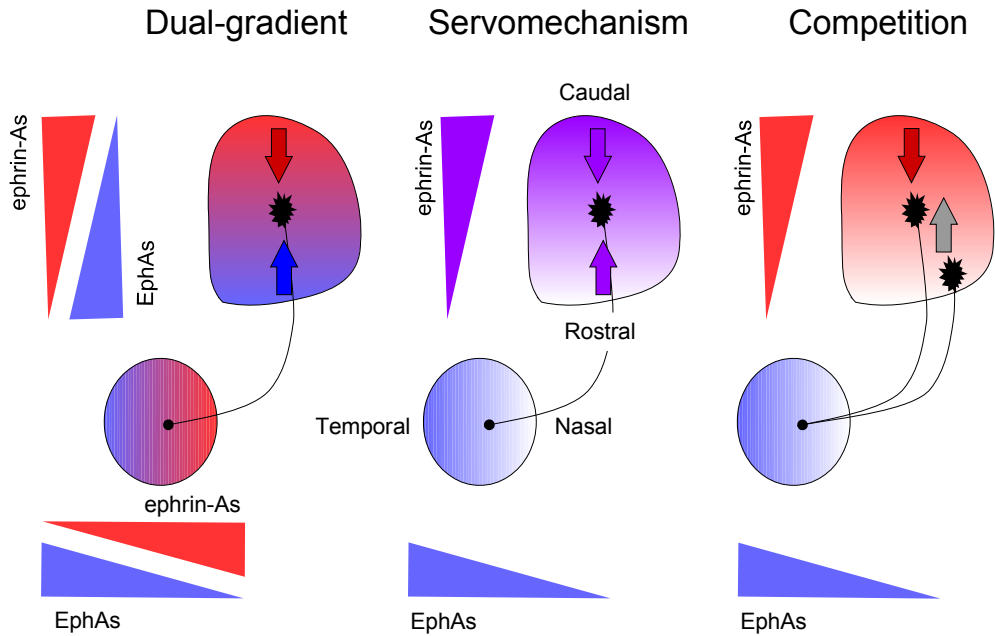 Dual-gradient
Servomechanism
Competition
ephrin-As
EphAs
Caudal
ephrin-As
Rostral
ephrin-As
Temporal
Nasal
ephrin-As
EphAs
EphAs
EphAs